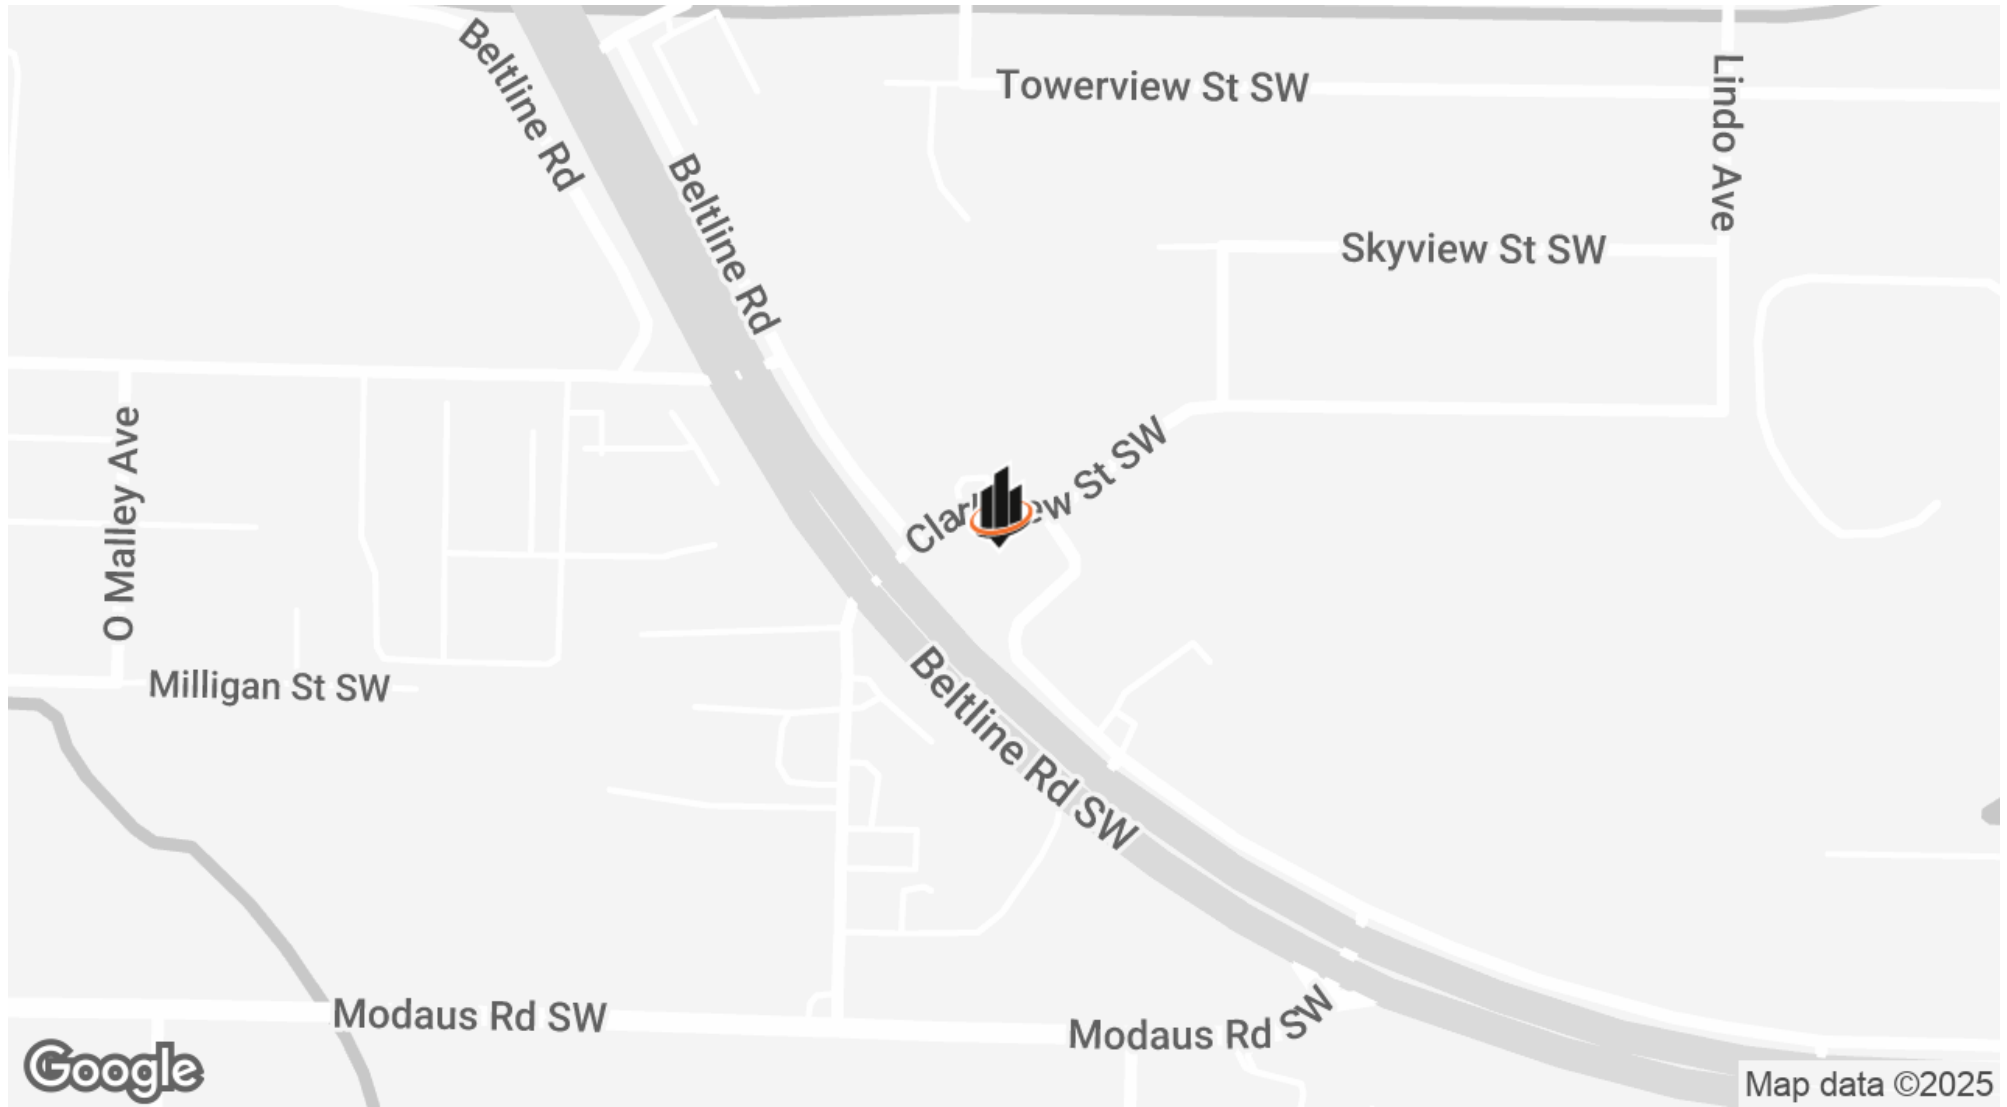 Beltline Rd
Towerview St SW
Lindo Ave
Beltline Rd
Skyview St SW
O Malley Ave
St SW
Milligan St SW
Beltline Rd SW
Modaus Rd SW
Modaus Rd SW
Google
Map data ©2025